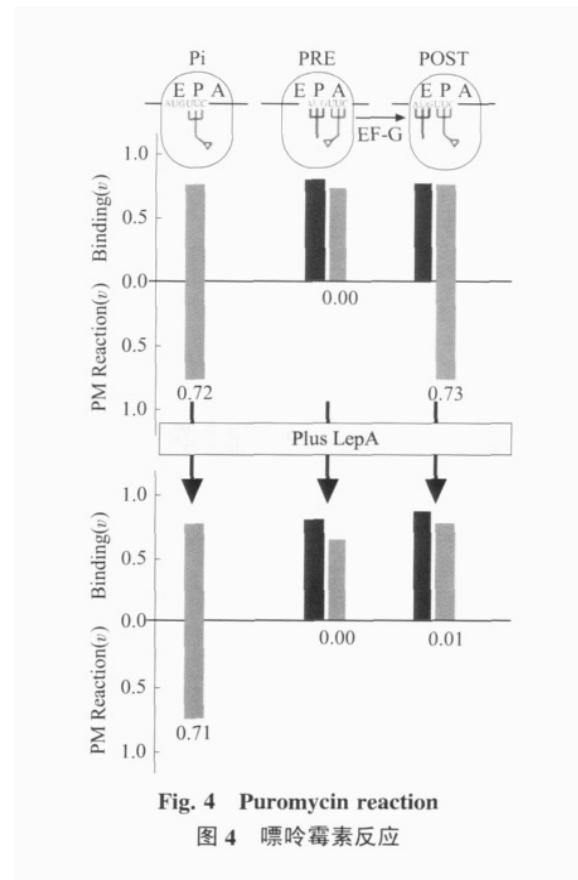 Pi PRE POST
E P A E P A E P A
AUGUUC AUGUUC AUGUUC
EF-G
1.0
0.5
0.0
0.5
1.0
Binding(v)
PM Reaction(v)
0.00
0.72 0.73
Plus LepA
1.0
0.5
0.0
0.5
1.0
Binding(v)
PM Reaction(v)
0.00 0.01
0.71
Fig. 4 Puromycin reaction
图 4 嘌呤霉素反应